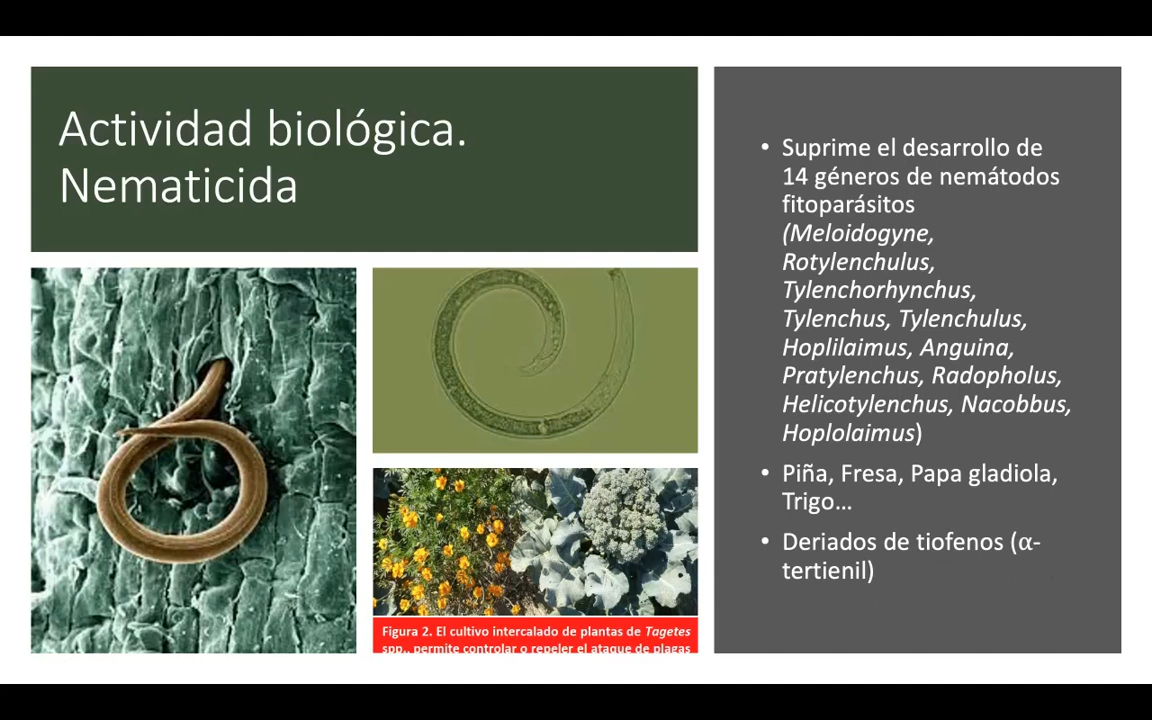 Actividad biológica.
Nematicida
Figura 2. El cultivo intercalado de plantas de Tagetes
spp., permite controlar o repeler el ataque de plagas
• Suprime el desarrollo de
14 géneros de nemátodos
fitoparásitos
(Meloidogyne,
Rotylenchulus,
Tylenchorhynchus,
Tylenchus, Tylenchulus,
Hoplilaimus, Anguina,
Pratylenchus, Radopholus,
Helicotylenchus, Nacobbus,
Hoplolaimus)
• Piña, Fresa, Papa gladiola,
Trigo…
• Deriados de tiofenos (α-
tertienil)